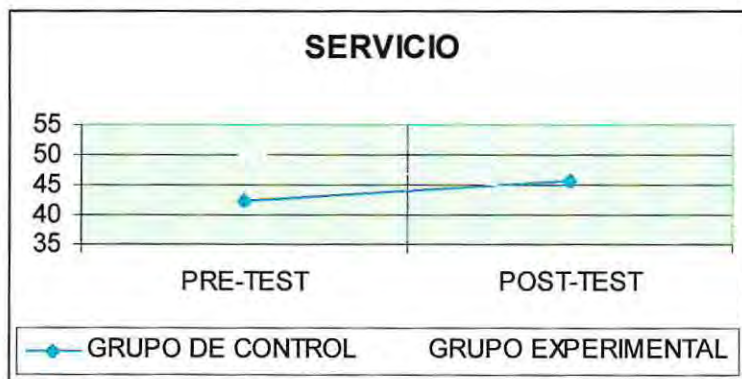 SERVICIO
55
50
45
40
35
PRE-TEST POST-TEST
GRUPO DE CONTROL GRUPO EXPERIMENTAL